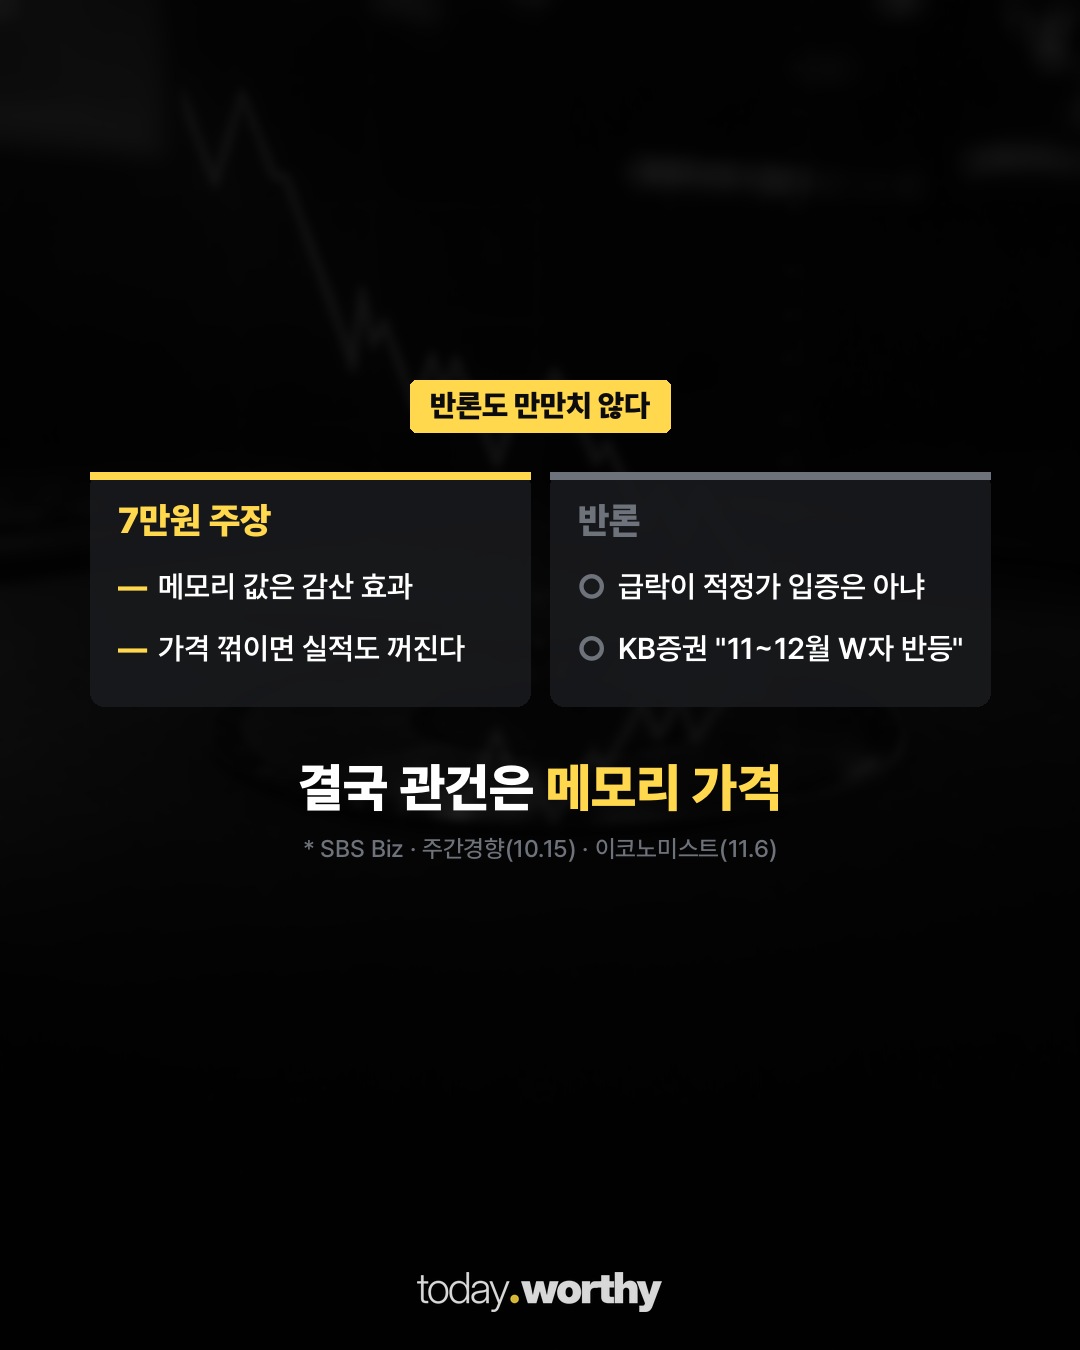 반론도 만만치 않다
7만원 주장
메모리 값은 감산 효과
가격 꺾이면 실적도 꺼진다
반론
급락이 적정가 입증은 아냐
KB증권 "11~12월 W자 반등"
결국 관건은 메모리 가격
* SBS Biz · 주간경향(10.15) · 이코노미스트(11.6)
today.worthy